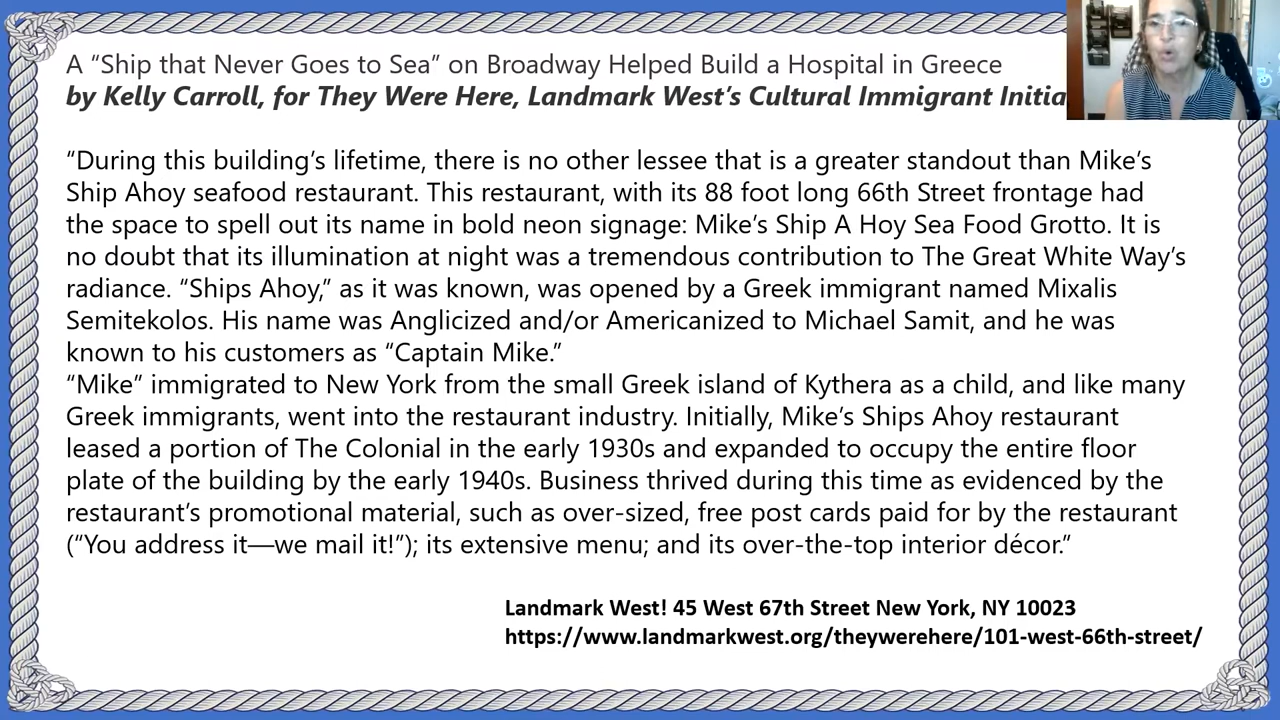 A “Ship that Never Goes to Sea” on Broadway Helped Build a Hospital in Greece
by Kelly Carroll, for They Were Here, Landmark West’s Cultural Immigrant Initia
“During this building’s lifetime, there is no other lessee that is a greater standout than Mike’s
Ship Ahoy seafood restaurant. This restaurant, with its 88 foot long 66th Street frontage had
the space to spell out its name in bold neon signage: Mike’s Ship A Hoy Sea Food Grotto. It is
no doubt that its illumination at night was a tremendous contribution to The Great White Way’s
radiance. “Ships Ahoy,” as it was known, was opened by a Greek immigrant named Mixalis
Semitekolos. His name was Anglicized and/or Americanized to Michael Samit, and he was
known to his customers as “Captain Mike.”
“Mike” immigrated to New York from the small Greek island of Kythera as a child, and like many
Greek immigrants, went into the restaurant industry. Initially, Mike’s Ships Ahoy restaurant
leased a portion of The Colonial in the early 1930s and expanded to occupy the entire floor
plate of the building by the early 1940s. Business thrived during this time as evidenced by the
restaurant’s promotional material, such as over-sized, free post cards paid for by the restaurant
(“You address it—we mail it!”); its extensive menu; and its over-the-top interior décor.”
Landmark West! 45 West 67th Street New York, NY 10023
https://www.landmarkwest.org/theywerehere/101-west-66th-street/